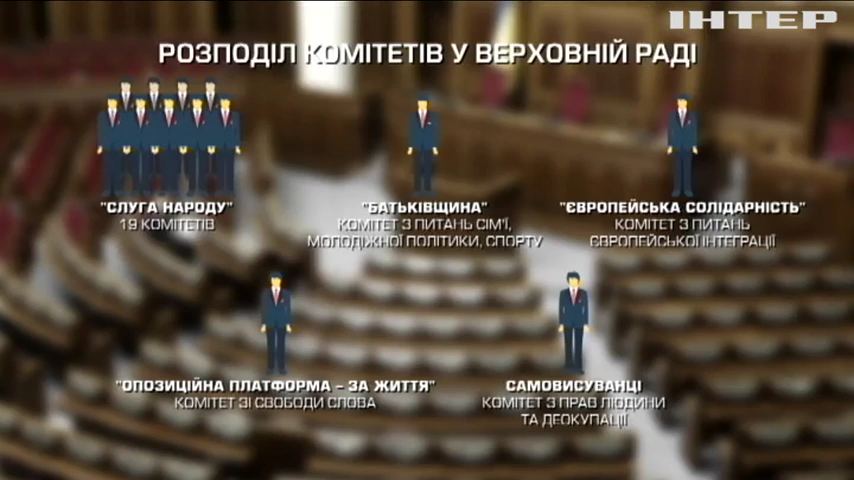 ІНТЕР
РОЗПОДІЛ КОМІТЕТІВ У ВЕРХОВНІЙ РАДІ
"СЛУГА НАРОДУ"
19 КОМІТЕТІВ
"БАТЬКІВЩИНА"
КОМІТЕТ З ПИТАНЬ СІМ'Ї,
МОЛОДІЖНОЇ ПОЛІТИКИ, СПОРТУ
"ЄВРОПЕЙСЬКА СОЛІДАРНІСТЬ"
КОМІТЕТ З ПИТАНЬ
ЄВРОПЕЙСЬКОЇ ІНТЕГРАЦІЇ
"ОПОЗИЦІЙНА ПЛАТФОРМА – ЗА ЖИТТЯ"
КОМІТЕТ ЗІ СВОБОДИ СЛОВА
САМОВИСУВАНЦІ
КОМІТЕТ З ПРАВ ЛЮДИНИ
ТА ДЕОКУПАЦІЇ